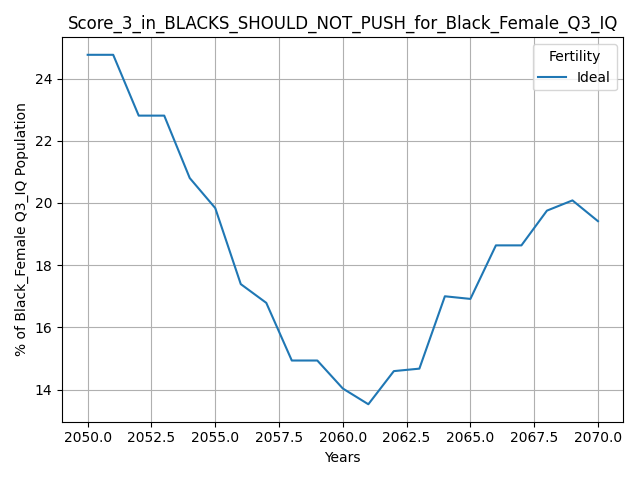 Score_3_in_BLACKS_SHOULD_NOT_PUSH_for_Black_Female_Q3_IQ
Fertility
Ideal
% of Black_Female Q3_IQ Population
24
22
20
18
16
14
2050.0 2052.5 2055.0 2057.5 2060.0 2062.5 2065.0 2067.5 2070.0
Years